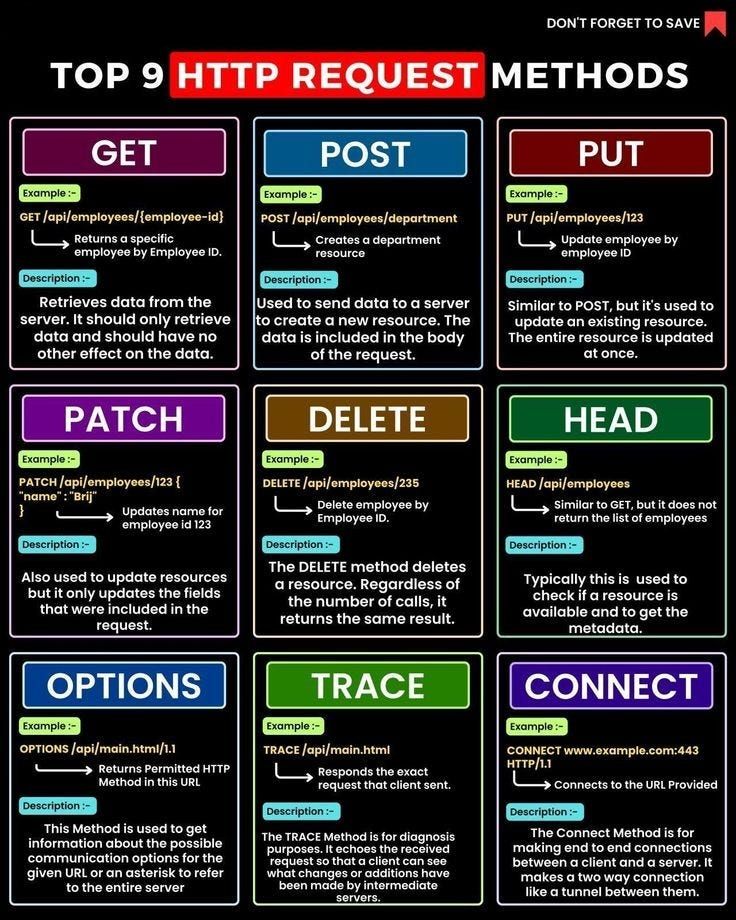 DON'T FORGET TO SAVE
TOP 9 HTTP REQUEST METHODS
GET
Example :-
GET /api/employees/{employee-id}
Returns a specific
employee by Employee ID.
Description :-
Retrieves data from the
server. It should only retrieve
data and should have no
other effect on the data.
POST
Example :-
POST /api/employees/department
Creates a department
resource
Description :-
Used to send data to a server
to create a new resource. The
data is included in the body
of the request.
PUT
Example :-
PUT /api/employees/123
Update employee by
employee ID
Description :-
Similar to POST, but it's used to
update an existing resource.
The entire resource is updated
at once.
PATCH
Example :-
PATCH /api/employees/123 {
"name" : "Brij"
}
Updates name for
employee id 123
Description :-
Also used to update resources
but it only updates the fields
that were included in the
request.
DELETE
Example :-
DELETE /api/employees/235
Delete employee by
Employee ID.
Description :-
The DELETE method deletes
a resource. Regardless of
the number of calls, it
returns the same result.
HEAD
Example :-
HEAD /api/employees
Similar to GET, but it does not
return the list of employees
Description :-
Typically this is used to
check if a resource is
available and to get the
metadata.
OPTIONS
Example :-
OPTIONS /api/main.html/1.1
Returns Permitted HTTP
Method in this URL
Description :-
This Method is used to get
information about the possible
communication options for the
given URL or an asterisk to refer
to the entire server
TRACE
Example :-
TRACE /api/main.html
Responds the exact
request that client sent.
Description :-
The TRACE Method is for diagnosis
purposes. It echoes the received
request so that a client can see
what changes or additions have
been made by intermediate
servers.
CONNECT
Example :-
CONNECT www.example.com:443
HTTP/1.1
Connects to the URL Provided
Description :-
The Connect Method is for
making end to end connections
between a client and a server. It
makes a two way connection
like a tunnel between them.